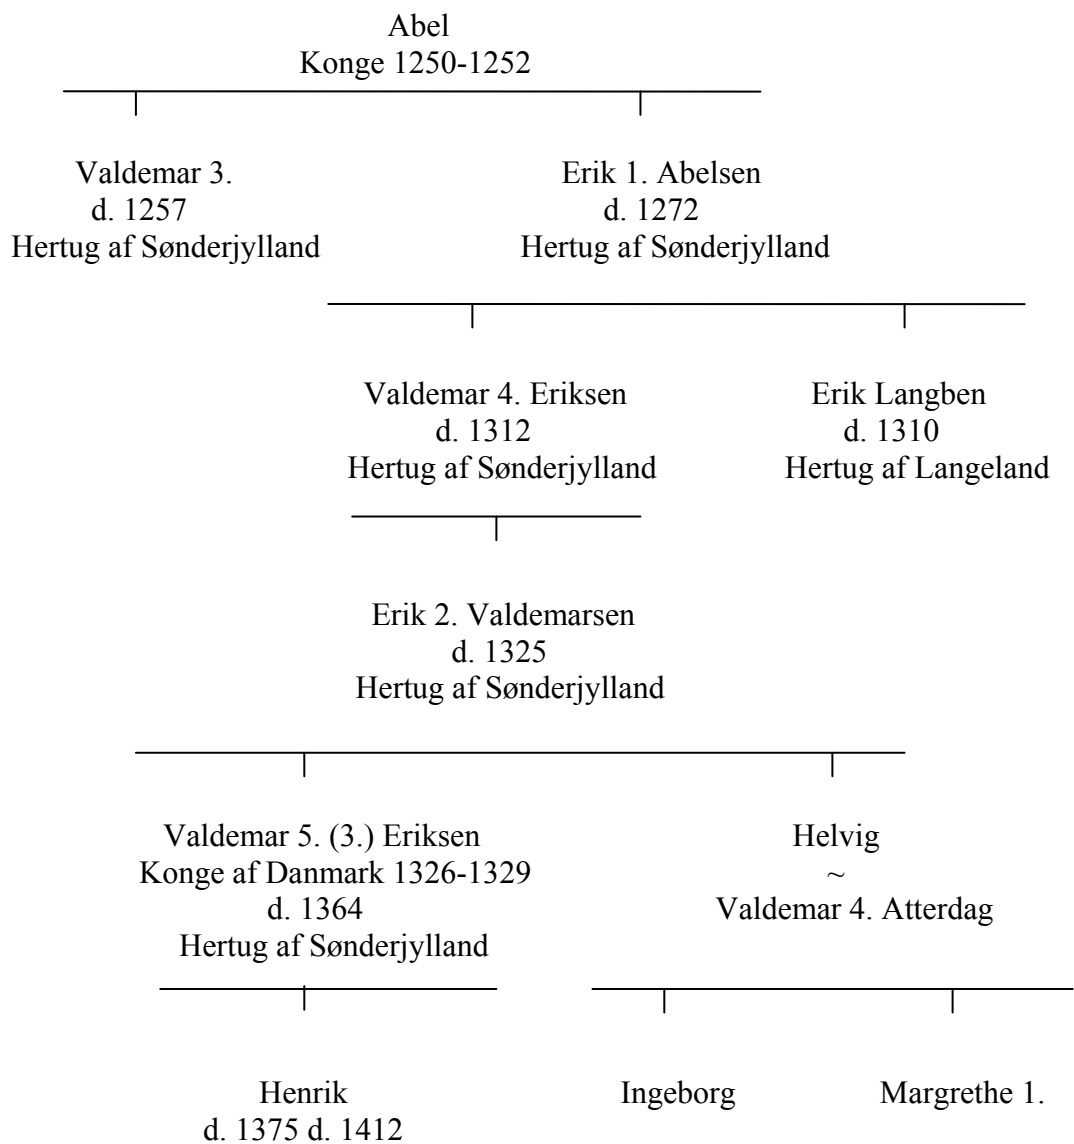 Abel
Konge 1250-1252
Valdemar 3.
d. 1257
Hertug af Sønderjylland
Erik 1. Abelsen
d. 1272
Hertug af Sønderjylland
Valdemar 4. Eriksen
d. 1312
Hertug af Sønderjylland
Erik Langben
d. 1310
Hertug af Langeland
Erik 2. Valdemarsen
d. 1325
Hertug af Sønderjylland
Valdemar 5. (3.) Eriksen
Konge af Danmark 1326-1329
d. 1364
Hertug af Sønderjylland
Helvig
~
Valdemar 4. Atterdag
Henrik
d. 1375 d. 1412
Ingeborg
Margrethe 1.